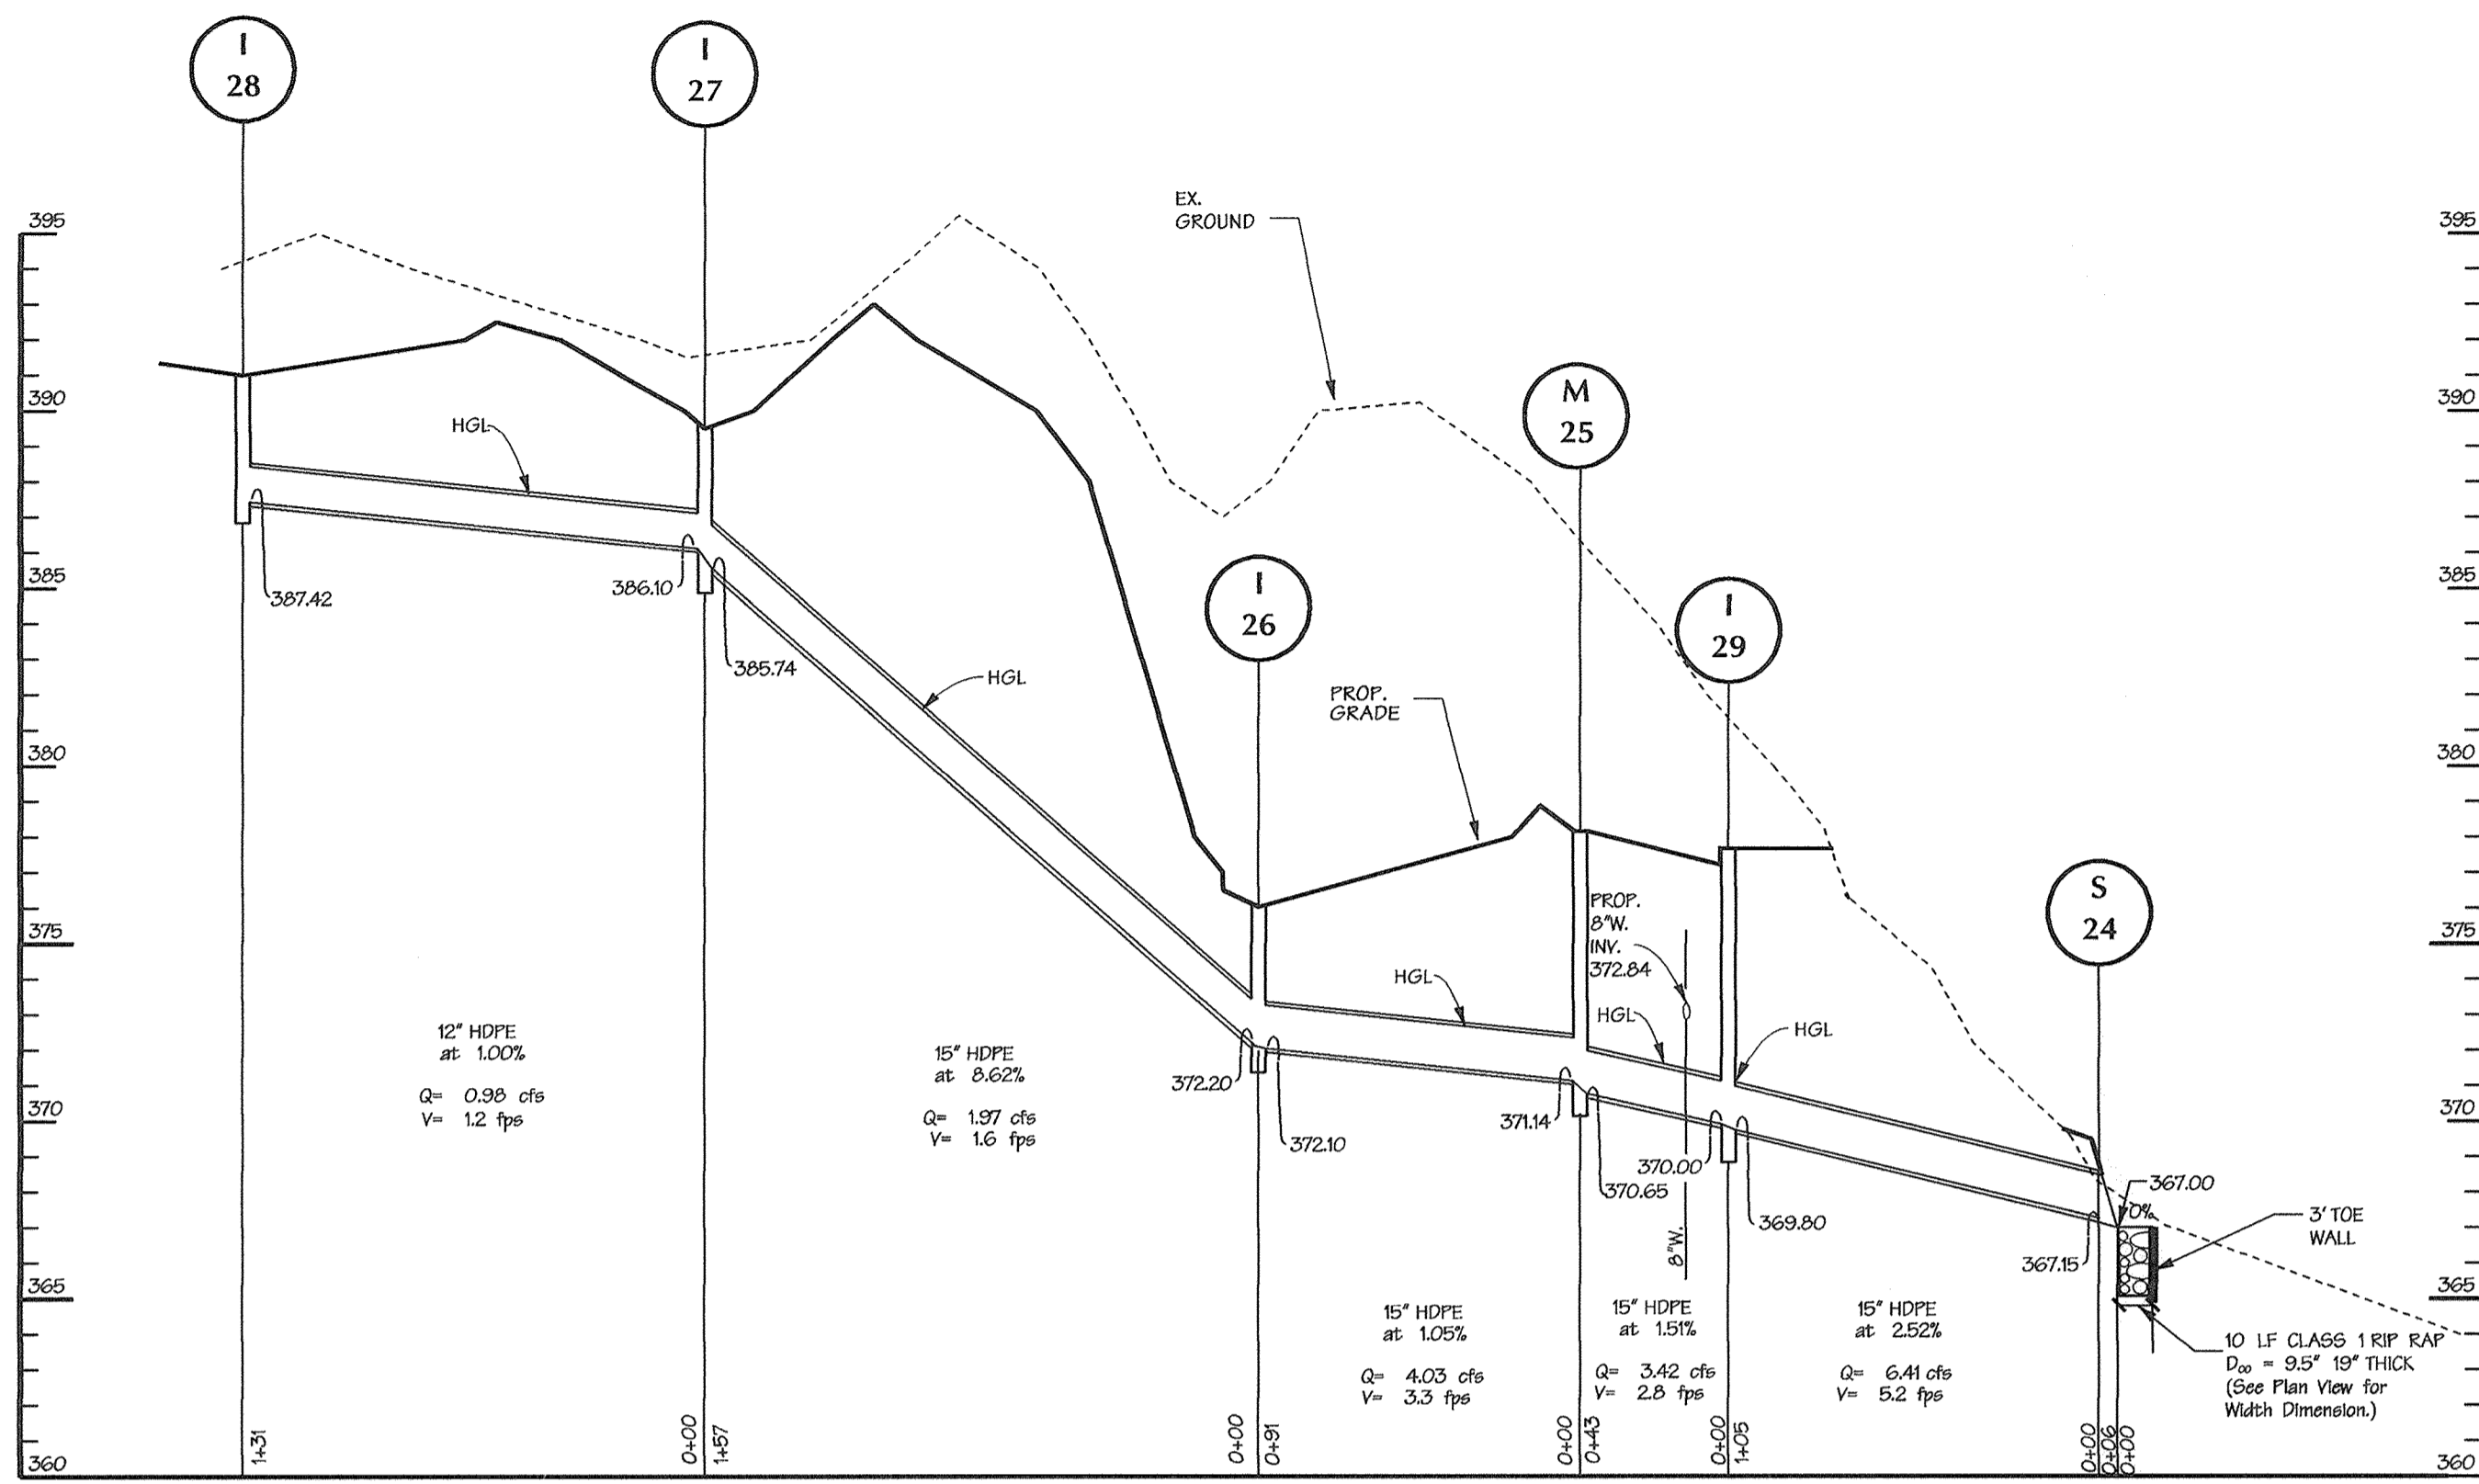 I
28
I
27
EX.
GROUND
395
395
390
390
HGL
M
25
385
385
387.42
386.10
385.74
I
26
I
29
HGL
PROP.
GRADE
380
380
PROP.
8"W.
INV.
372.84
S
24
375
375
HGL
HGL
HGL
12" HDPE
at 1.00%
Q= 0.98 cfs
V= 1.2 fps
15" HDPE
at 8.62%
Q= 1.97 cfs
V= 1.6 fps
372.20
372.10
371.14
370.00
370.65
369.80
370
370
367.00
0%
3' TOE
WALL
8"W.
367.15
365
365
15" HDPE
at 1.05%
Q= 4.03 cfs
V= 3.3 fps
15" HDPE
at 1.51%
Q= 3.42 cfs
V= 2.8 fps
15" HDPE
at 2.52%
Q= 6.41 cfs
V= 5.2 fps
10 LF CLASS 1 RIP RAP
= 9.5" 19" THICK
(See Plan View for
Width Dimension.)
1+31
0+00
1+57
0+00
0+91
0+00
0+43
0+00
1+05
0+00
0+06
0+00
360
360